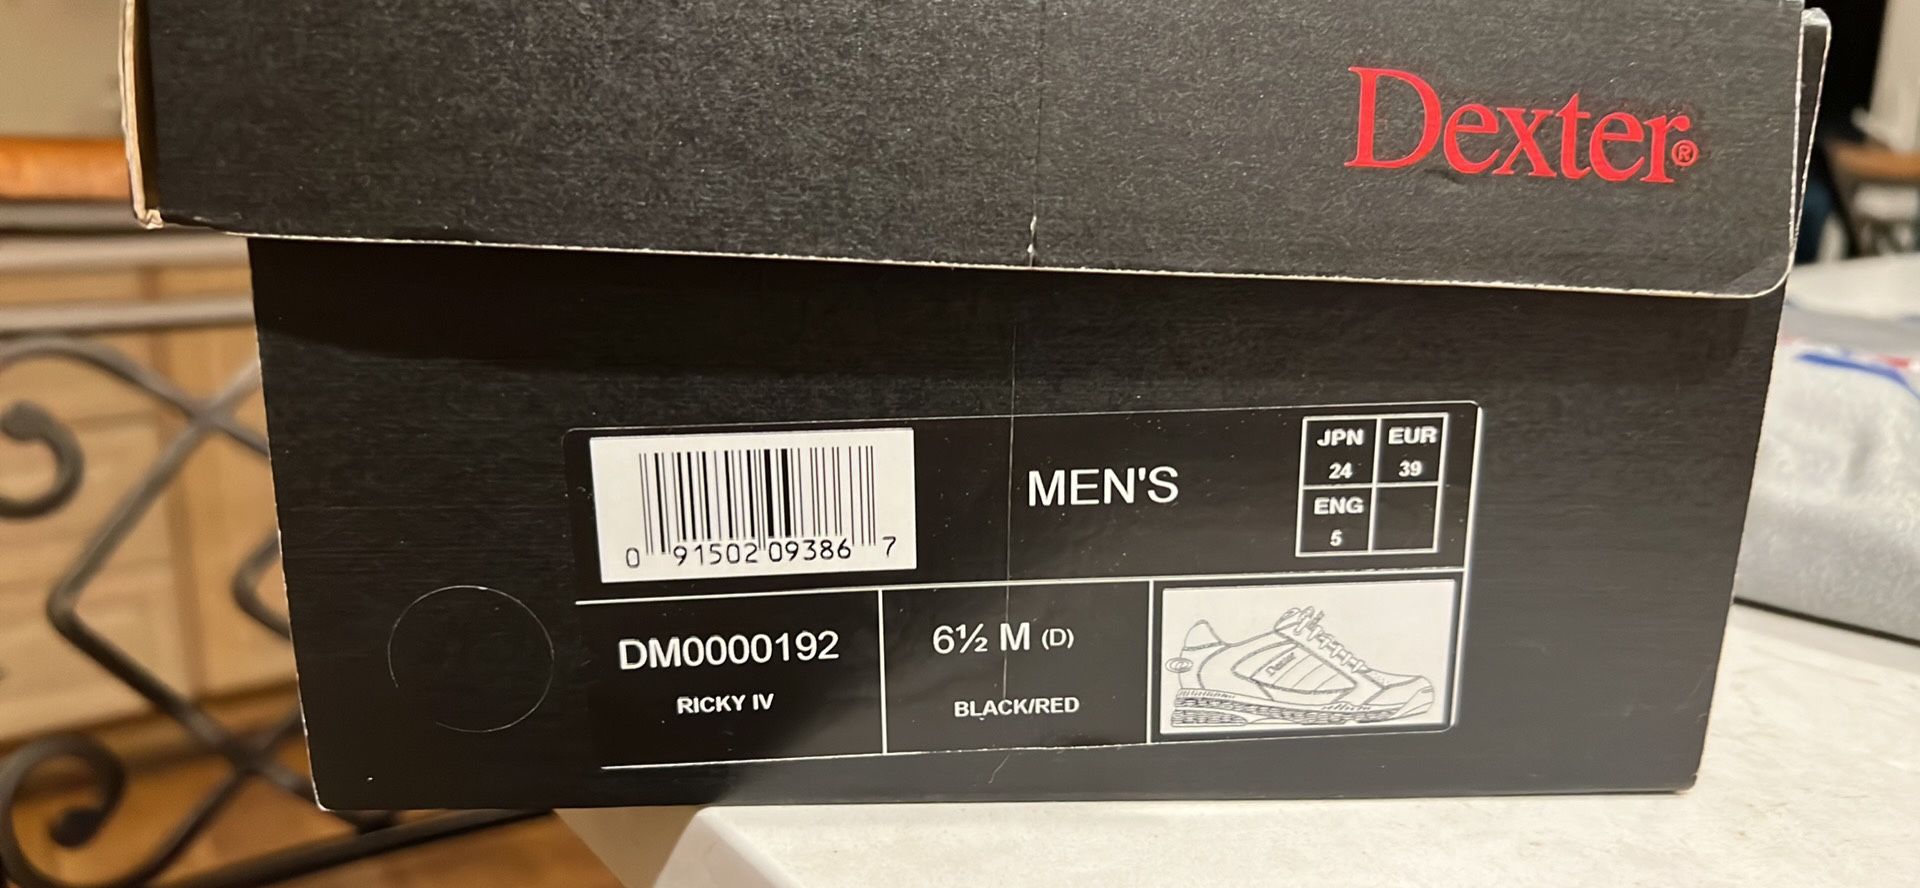 Dexter®
0 91502 09386 7
MEN'S
JPN EUR
24 39
ENG
5
DM0000192
RICKY IV
6½ M (D)
BLACK/RED
Dexter